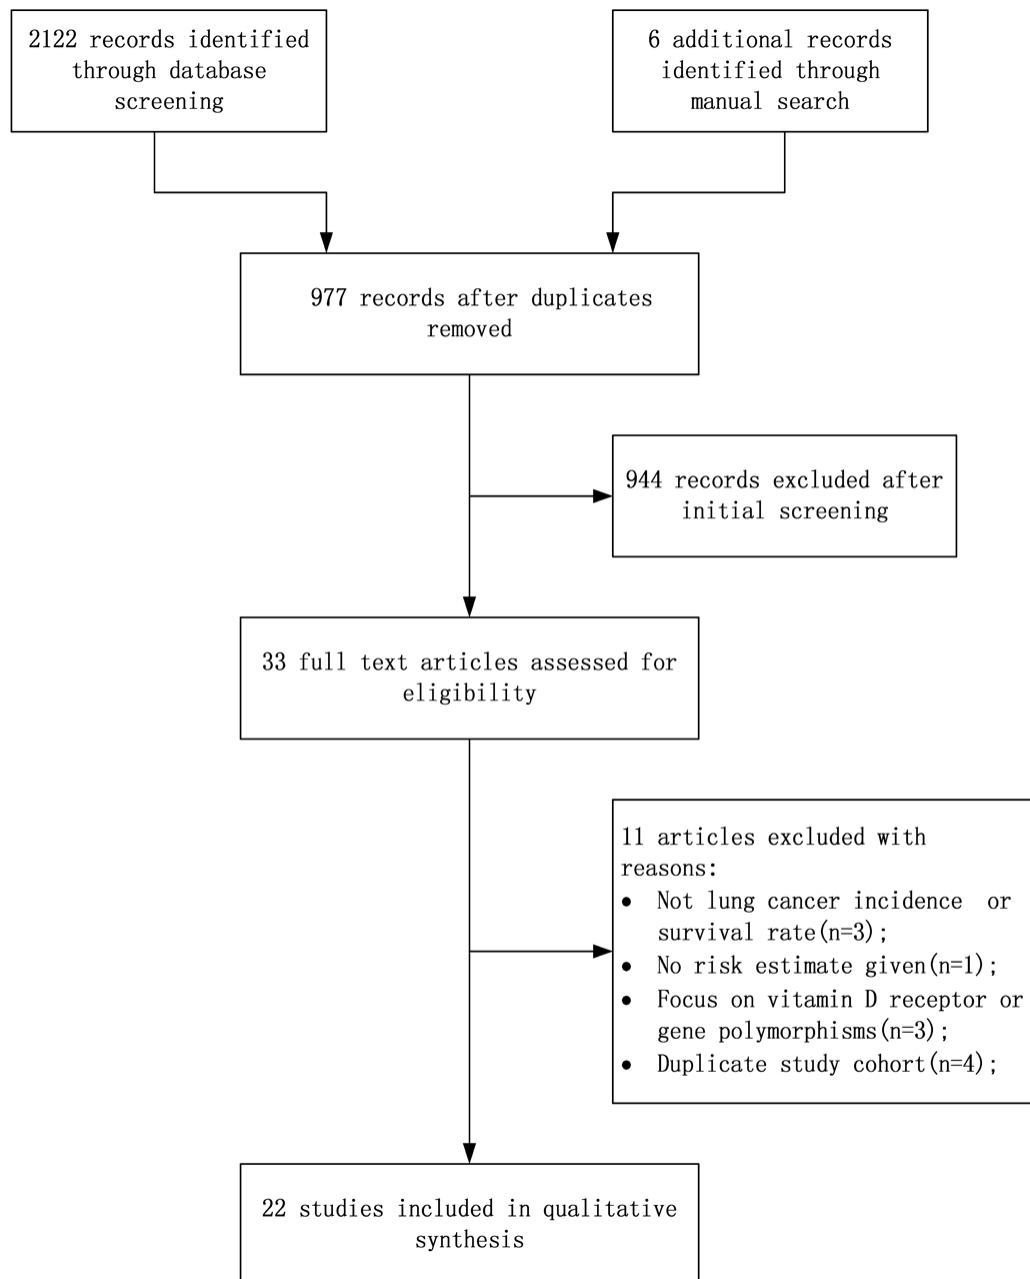 2122 records identified
through database
screening
6 additional records
identified through
manual search
977 records after duplicates
removed
944 records excluded after
initial screening
33 full text articles assessed for
eligibility
11 articles excluded with
reasons:
● Not lung cancer incidence or
survival rate(n=3);
● No risk estimate given(n=1);
● Focus on vitamin D receptor or
gene polymorphisms(n=3);
● Duplicate study cohort(n=4);
22 studies included in qualitative
synthesis